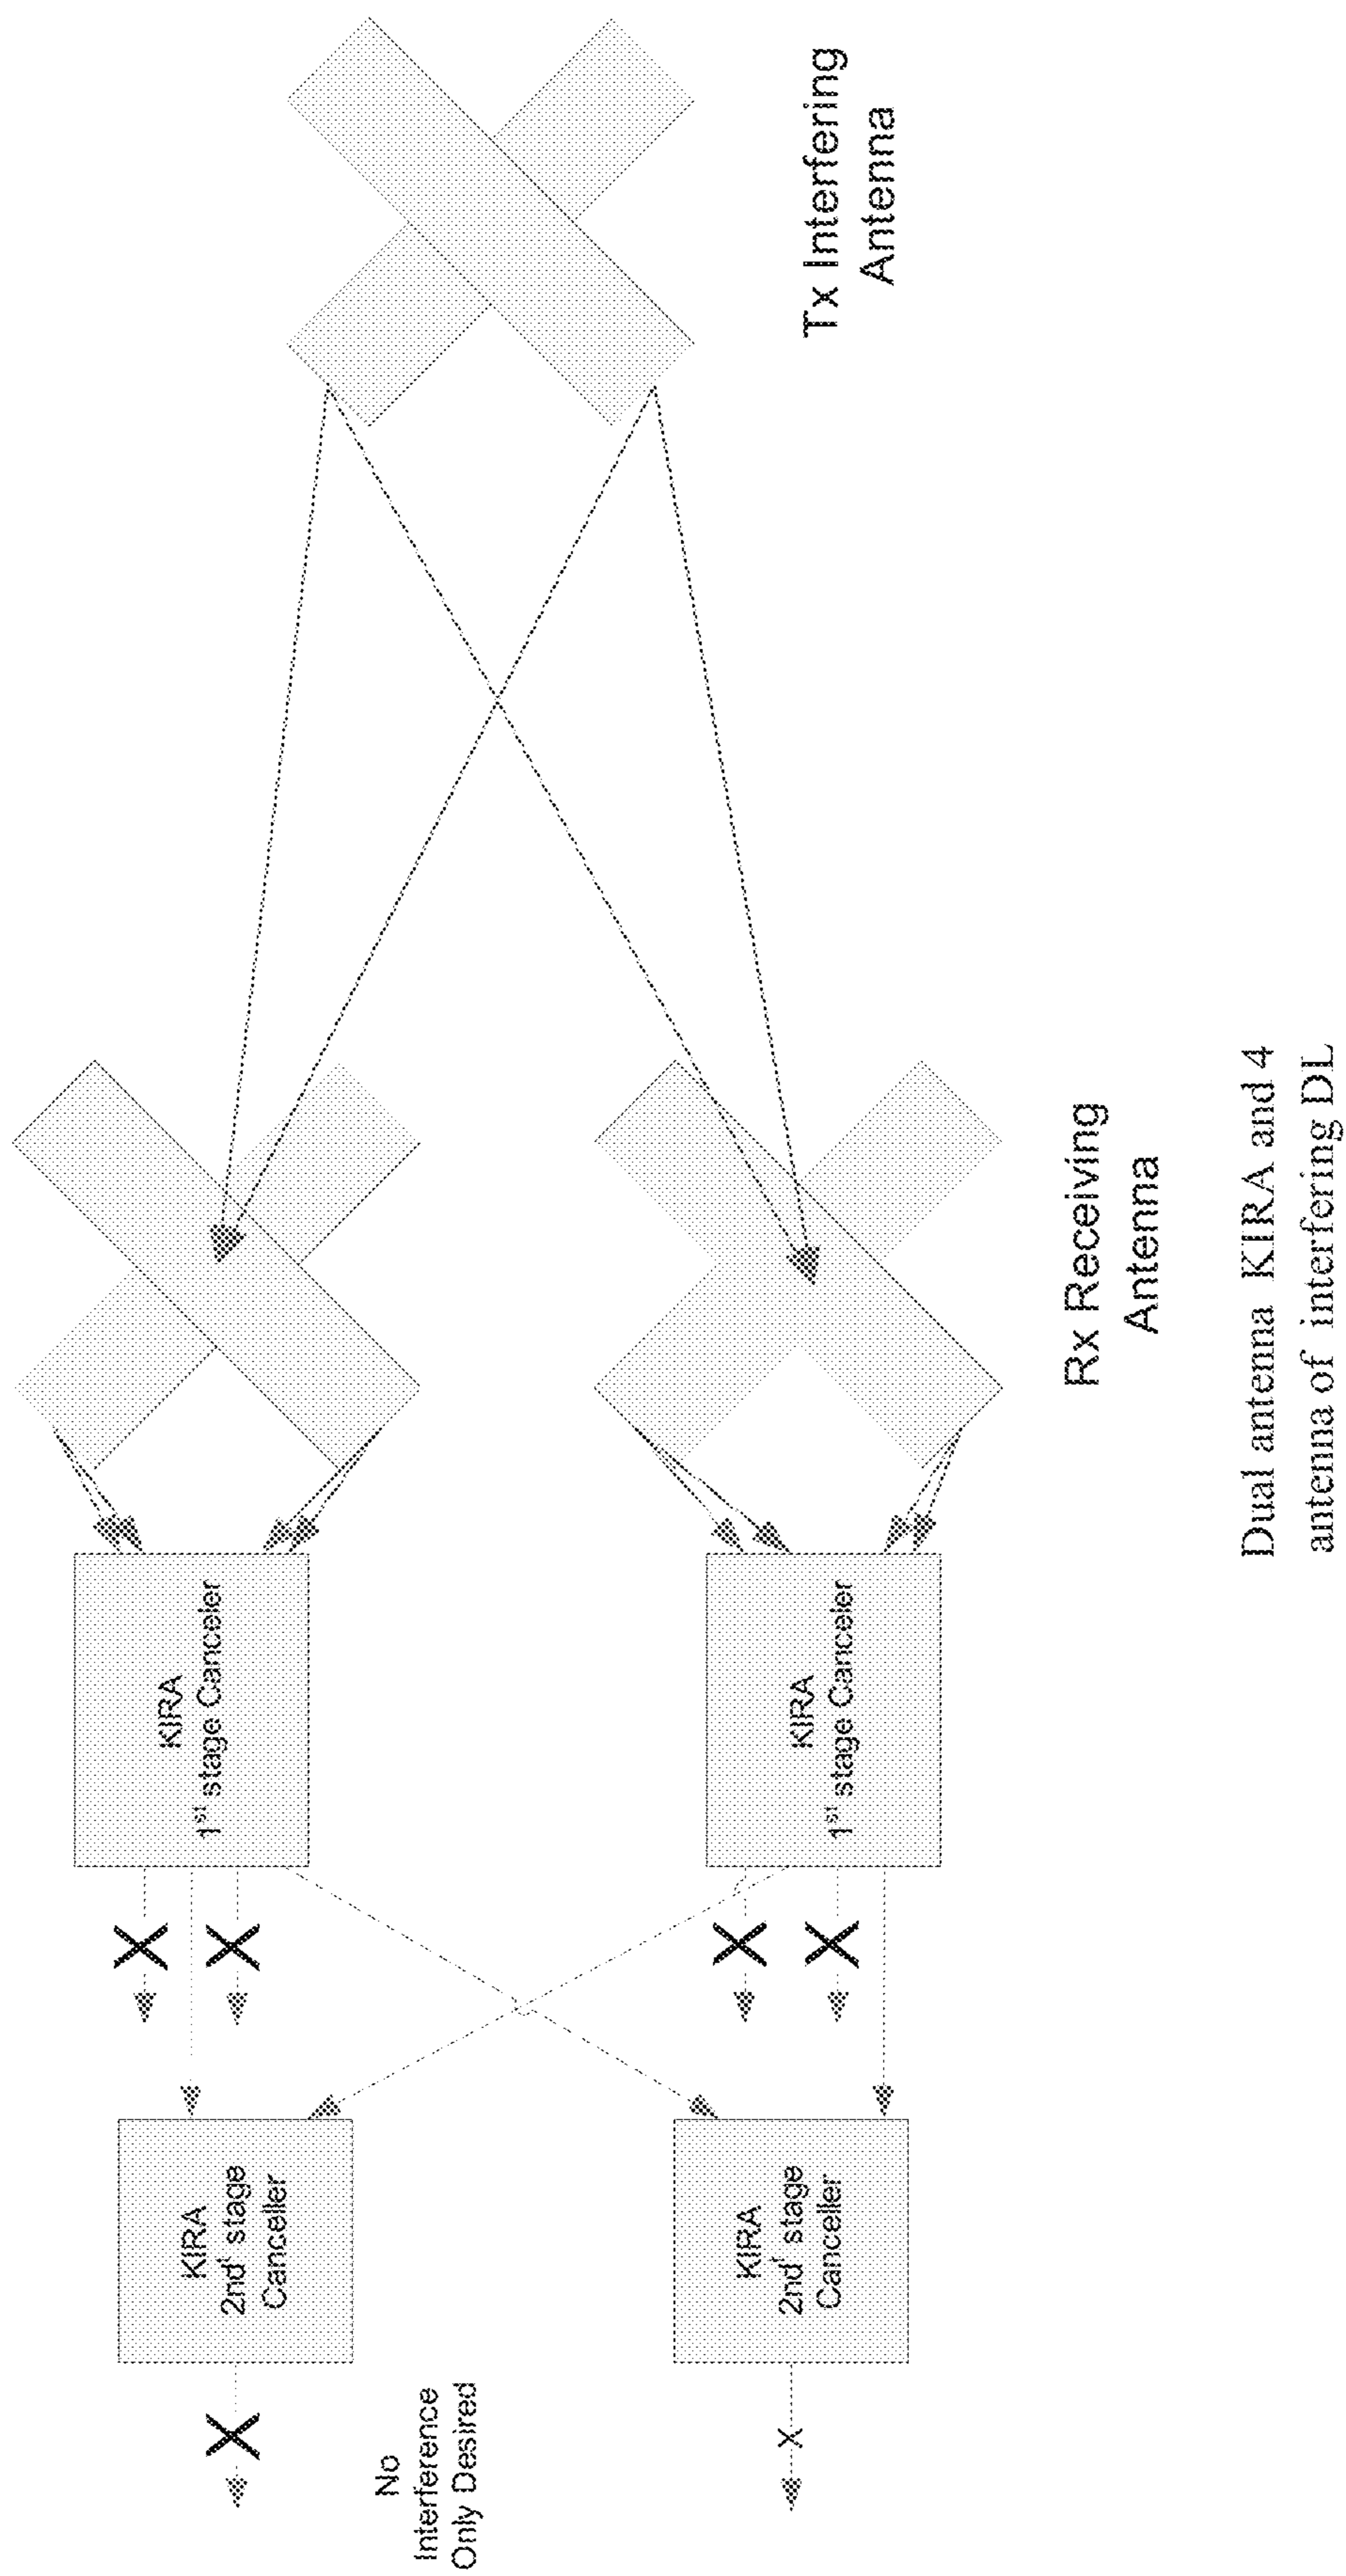 KIRA
2nd' stage
Canceller
KIRA
1st stage Canceler
No
Interference
Only Desired
KIRA
2nd' stage
Canceller
KIRA
1st stage Canceler
Rx Receiving
Antenna
Tx Interfering
Antenna
Dual antenna KIRA and 4
antenna of interfering DL